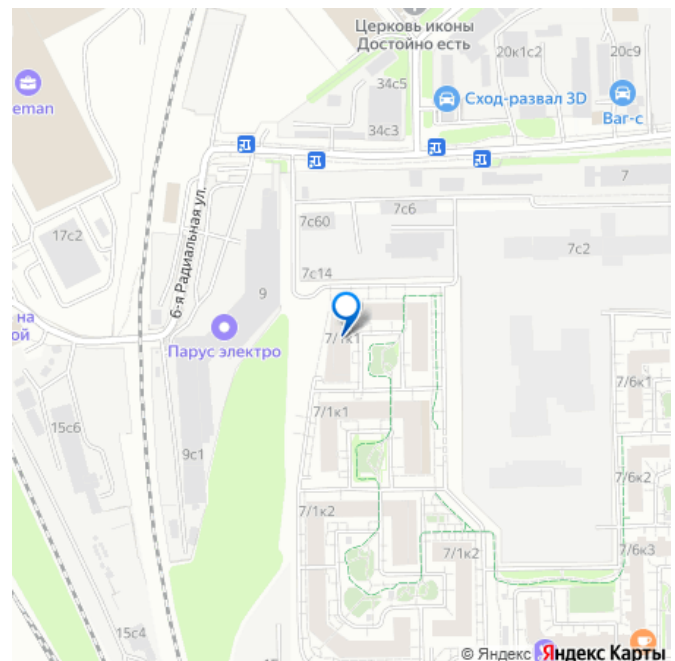 Церковь иконы
Достойно есть
20к1с2
20с9
34с5
Сход-развал 3D
Ваг-с
eman
34с3
7
6-я Радиальная ул.
7с60
7с6
17с2
7с2
7с14
9
на
ой
Парус электро
7/1к1
7/6к1
7/1к1
15с6
9с1
7/6к2
7/1к2
7/1к2
7/6к3
15с4
© Яндекс Яндекс Карты